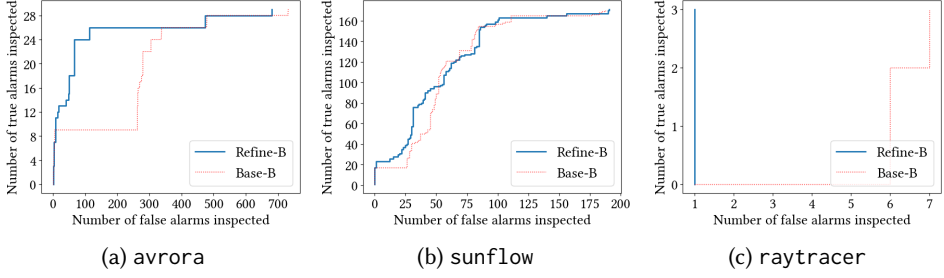 Number of true alarms inspected
28
24
20
16
12
8
4
0
0 100 200 300 400 500 600 700
Number of false alarms inspected
Refine-B
Base-B
(a) avrora
Number of true alarms inspected
160
140
120
100
80
60
40
20
0
0 25 50 75 100 125 150 175 200
Number of false alarms inspected
Refine-B
Base-B
(b) sunflow
Number of true alarms inspected
3
2
1
0
1 2 3 4 5 6 7
Number of false alarms inspected
Refine-B
Base-B
(c) raytracer